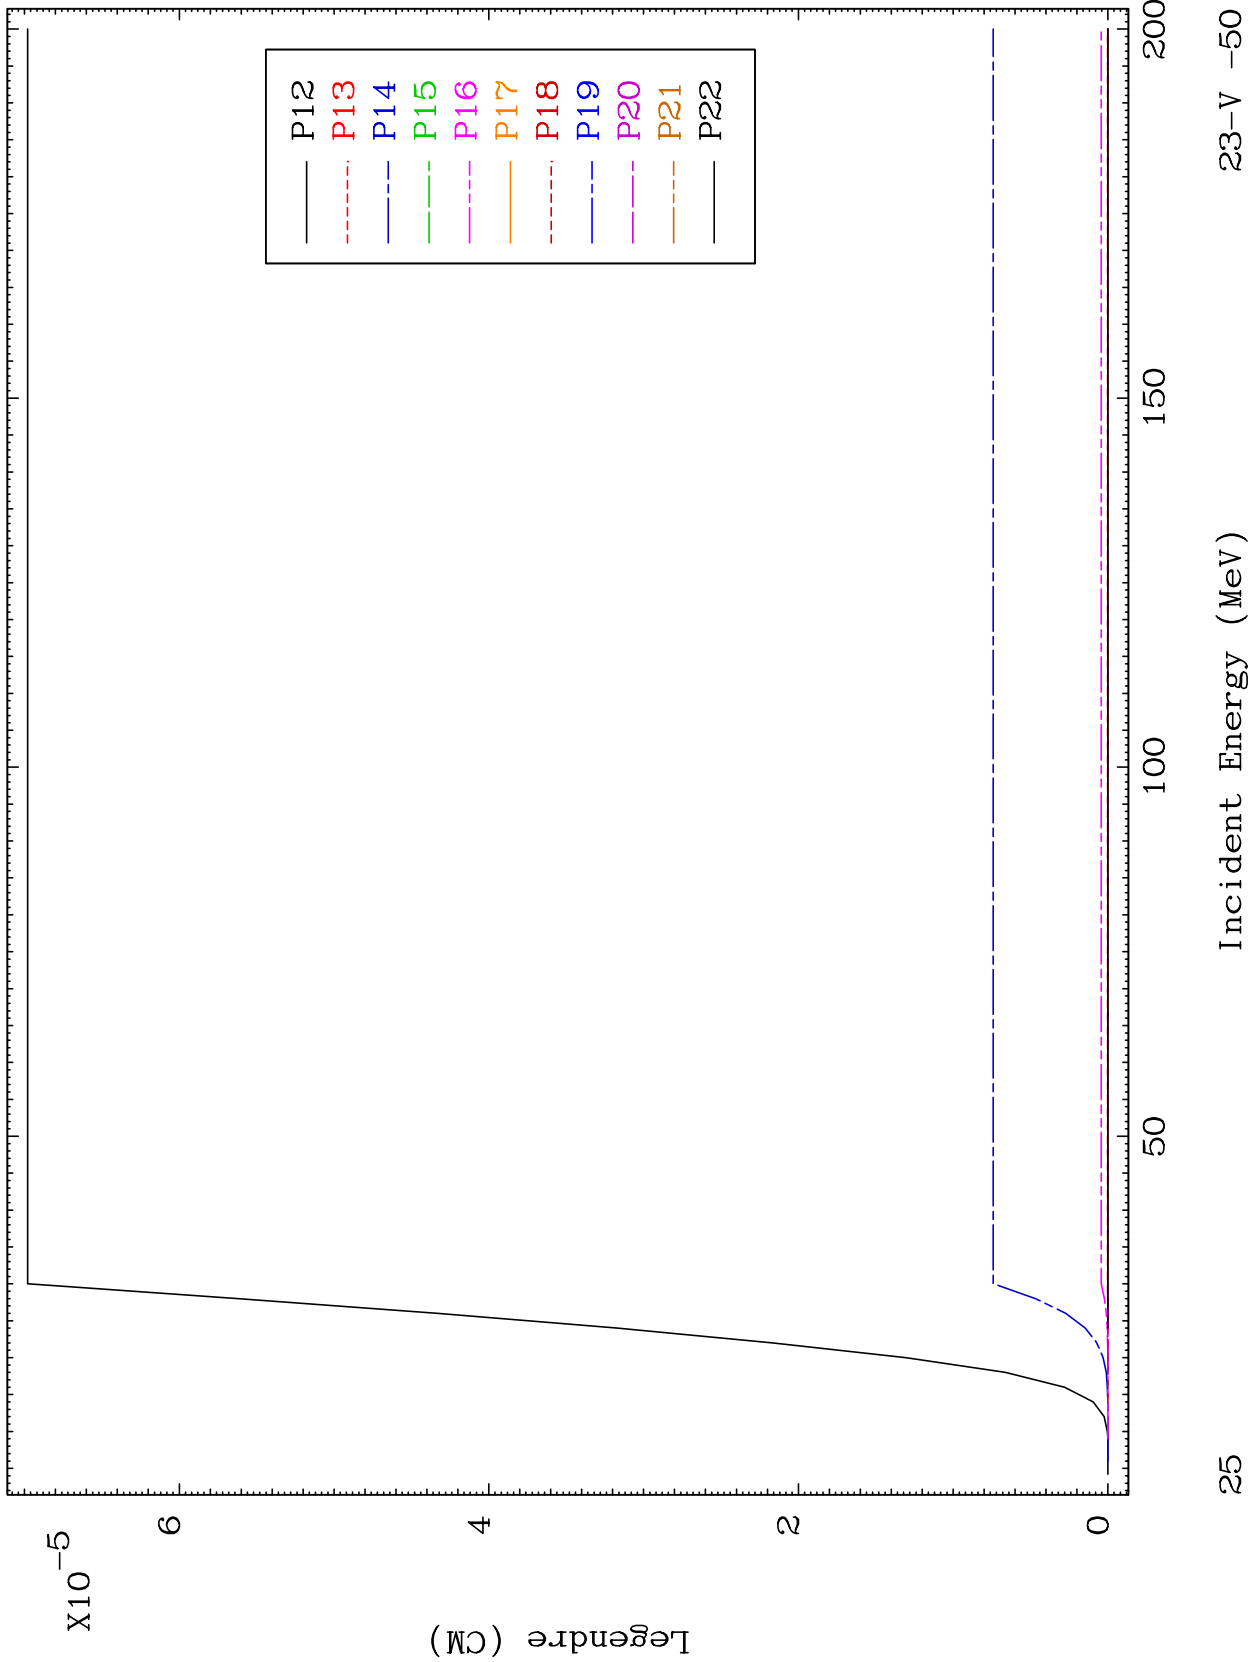 X10-5
Legendre (CM)
6
4
2
0
P12
P13
P14
P15
P16
P17
P18
P19
P20
P21
P22
50
100
150
200
Incident Energy (MeV)
25
23-V -50